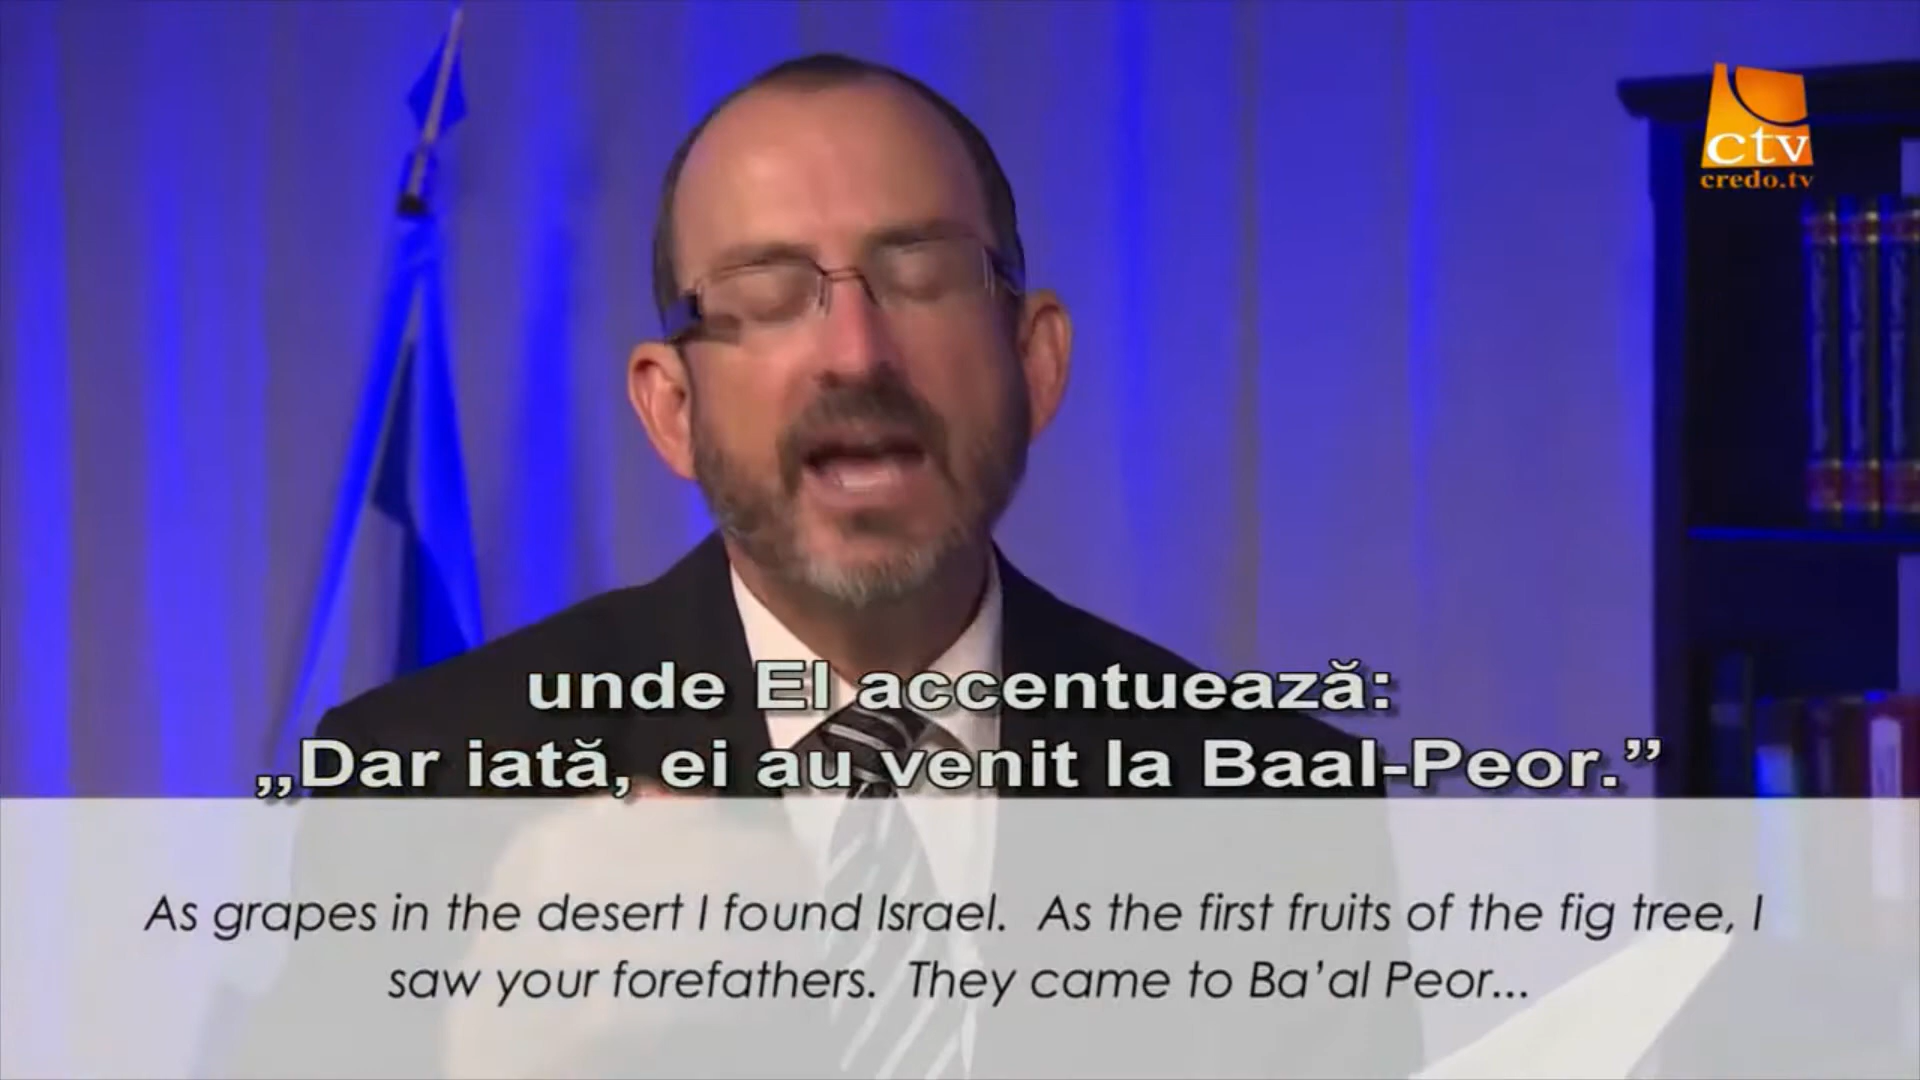 ctv
credo.tv
unde El accentuează:
„Dar iată, ei au venit la Baal-Peor.”
As grapes in the desert I found Israel. As the first fruits of the fig tree, I
saw your forefathers. They came to Ba’al Peor...